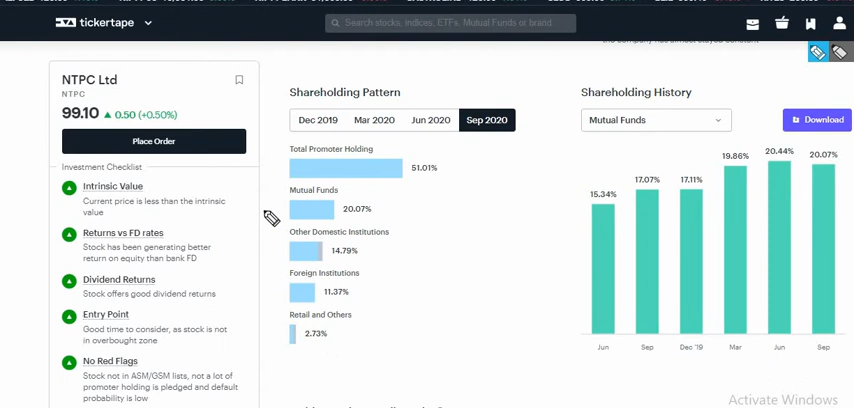 tickertape
Search stocks, indices, ETFs, Mutual Funds or brand
NTPC Ltd
NTPC
99.10 ▲ 0.50 (+0.50%)
Place Order
Investment Checklist
Intrinsic Value
Current price is less than the intrinsic
value
Returns vs FD rates
Stock has been generating better
return on equity than bank FD
Dividend Returns
Stock offers good dividend returns
Entry Point
Good time to consider, as stock is not
in overbought zone
No Red Flags
Stock not in ASM/GSM lists, not a lot of
promoter holding is pledged and default
probability is low
Shareholding Pattern
Dec 2019 Mar 2020 Jun 2020 Sep 2020
Total Promoter Holding
51.01%
Mutual Funds
20.07%
Other Domestic Institutions
14.79%
Foreign Institutions
11.37%
Retail and Others
2.73%
Shareholding History
Mutual Funds
Download
15.34% 17.07% 17.11% 19.86% 20.44% 20.07%
Jun Sep Dec '19 Mar Jun Sep
Activate Windows